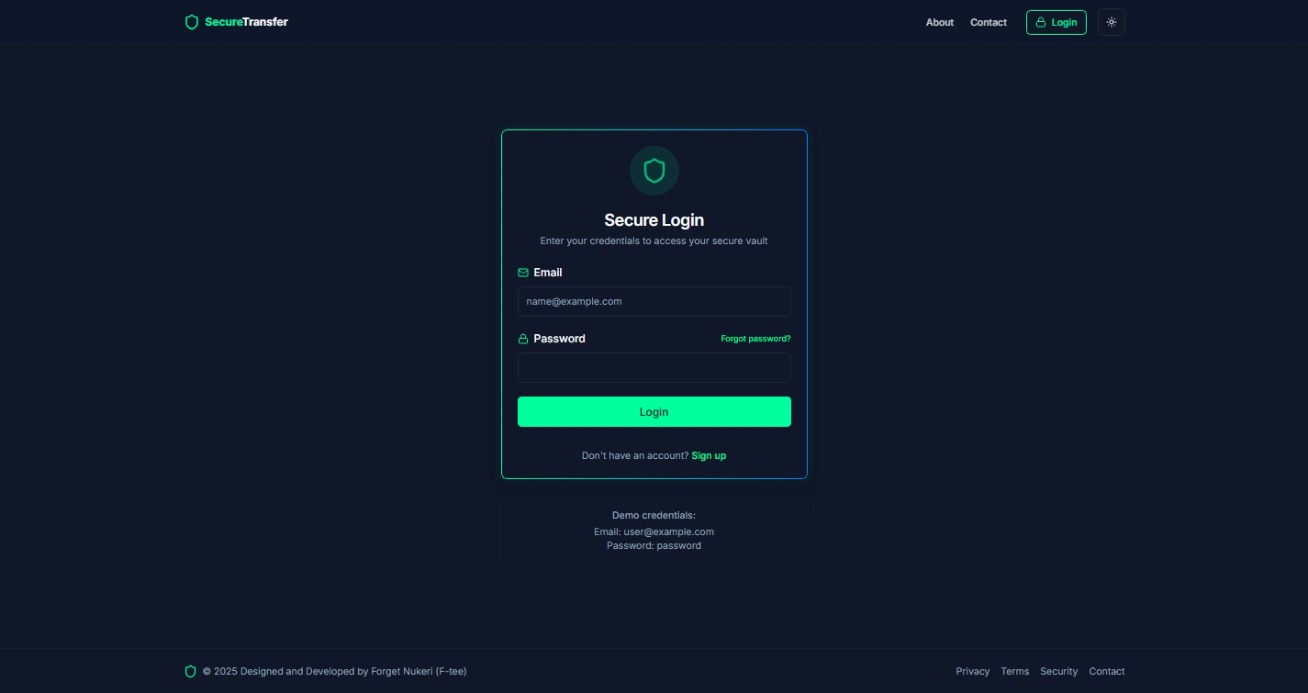 SecureTransfer
About Contact Login
Secure Login
Enter your credentials to access your secure vault
Email
name@example.com
Password Forgot password?
Login
Don't have an account? Sign up
Demo credentials:
Email: user@example.com
Password: password
© 2025 Designed and Developed by Forget Nukeri (F-tee) Privacy Terms Security Contact